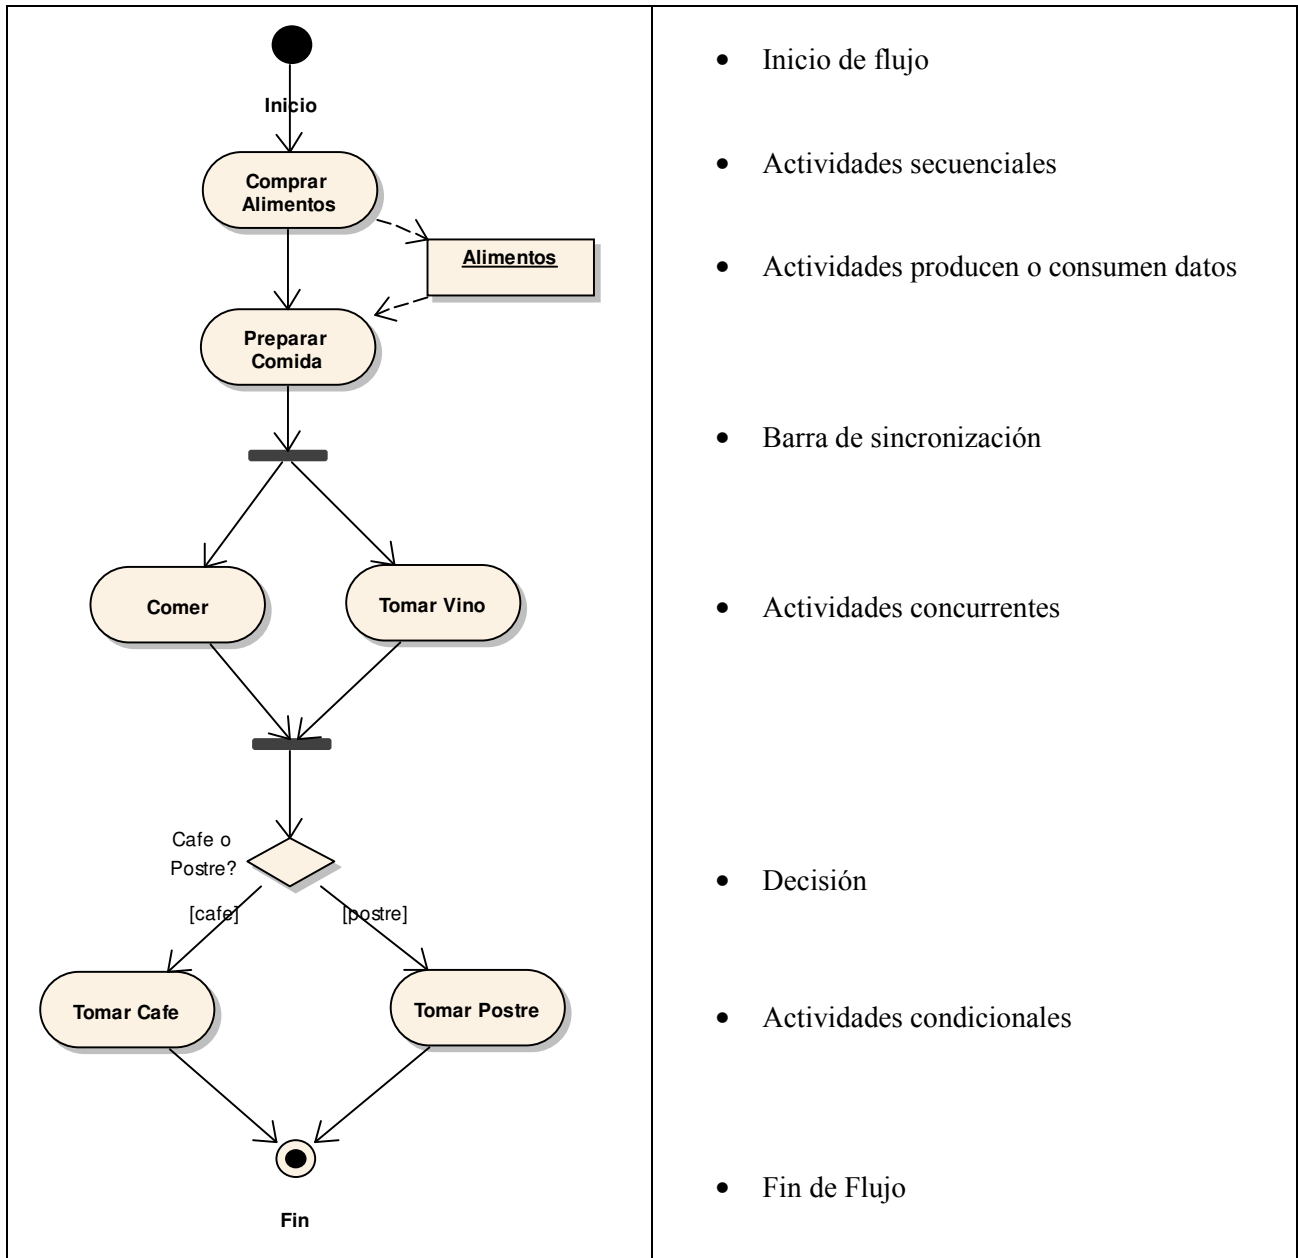 Inicio
Comprar
Alimentos
Alimentos
Preparar
Comida
Comer
Tomar Vino
Cafe o
Postre?
[cafe]
[postre]
Tomar Cafe
Tomar Postre
Fin
• Inicio de flujo
• Actividades secuenciales
• Actividades producen o consumen datos
• Barra de sincronización
• Actividades concurrentes
• Decisión
• Actividades condicionales
• Fin de Flujo